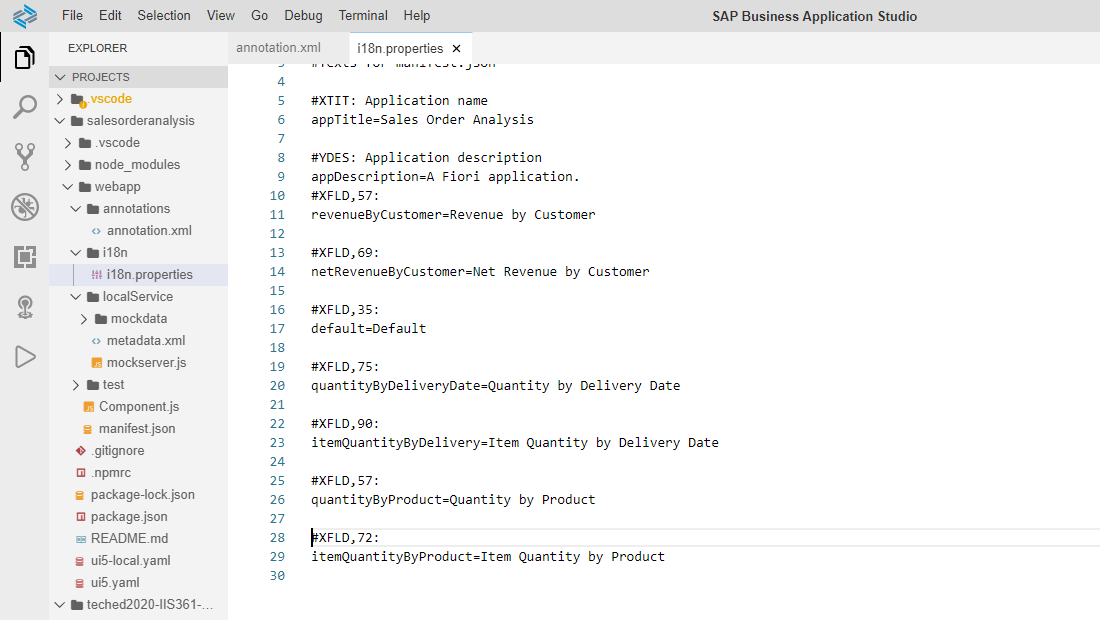 File Edit Selection View Go Debug Terminal Help
SAP Business Application Studio
EXPLORER
PROJECTS
.vscode
salesorderanalysis
.vscode
node_modules
webapp
annotations
annotation.xml
i18n
i18n.properties
localService
mockdata
metadata.xml
mockserver.js
test
Component.js
manifest.json
.gitignore
.npmrc
package-lock.json
package.json
README.md
ui5-local.yaml
ui5.yaml
teched2020-IIS361-...
annotation.xml
i18n.properties ×
3 #Texts for manifest.json
4
5 #XTIT: Application name
6 appTitle=Sales Order Analysis
7
8 #YDES: Application description
9 appDescription=A Fiori application.
10 #XFLD,57:
11 revenueByCustomer=Revenue by Customer
12
13 #XFLD,69:
14 netRevenueByCustomer=Net Revenue by Customer
15
16 #XFLD,35:
17 default=Default
18
19 #XFLD,75:
20 quantityByDeliveryDate=Quantity by Delivery Date
21
22 #XFLD,90:
23 itemQuantityByDelivery=Item Quantity by Delivery Date
24
25 #XFLD,57:
26 quantityByProduct=Quantity by Product
27
28 #XFLD,72:
29 itemQuantityByProduct=Item Quantity by Product
30